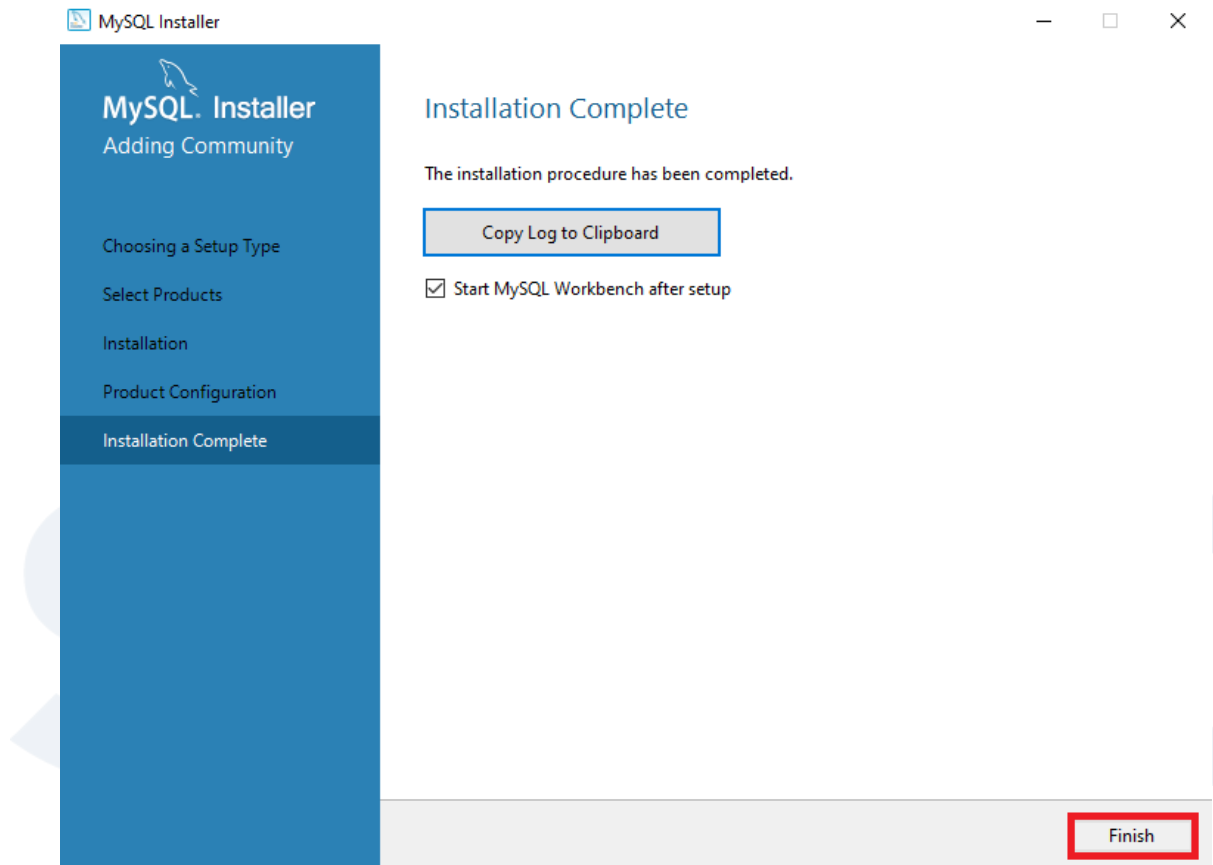 MySQL Installer
MySQL. Installer
Adding Community
Choosing a Setup Type
Select Products
Installation
Product Configuration
Installation Complete
Installation Complete
The installation procedure has been completed.
Copy Log to Clipboard
Start MySQL Workbench after setup
Finish